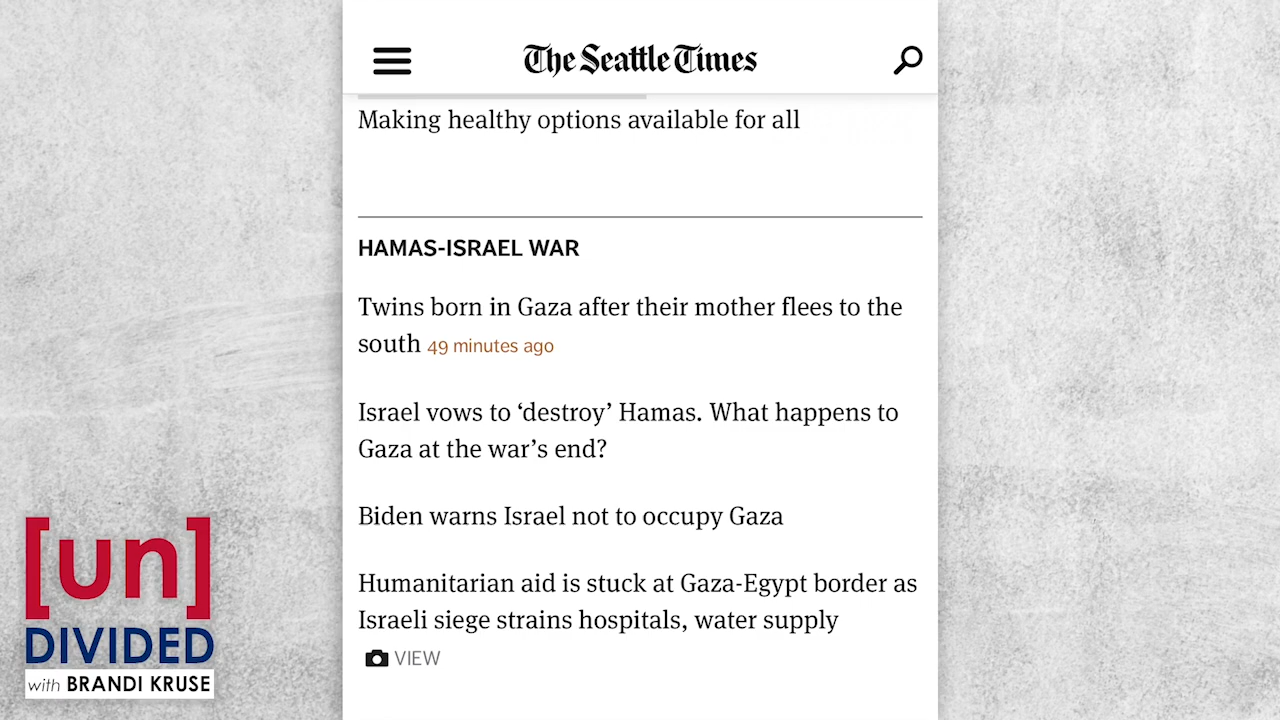 The Seattle Times
Making healthy options available for all
HAMAS-ISRAEL WAR
Twins born in Gaza after their mother flees to the
south 49 minutes ago
Israel vows to ‘destroy’ Hamas. What happens to
Gaza at the war’s end?
Biden warns Israel not to occupy Gaza
Humanitarian aid is stuck at Gaza-Egypt border as
Israeli siege strains hospitals, water supply
VIEW
[un]
DIVIDED
with BRANDI KRUSE